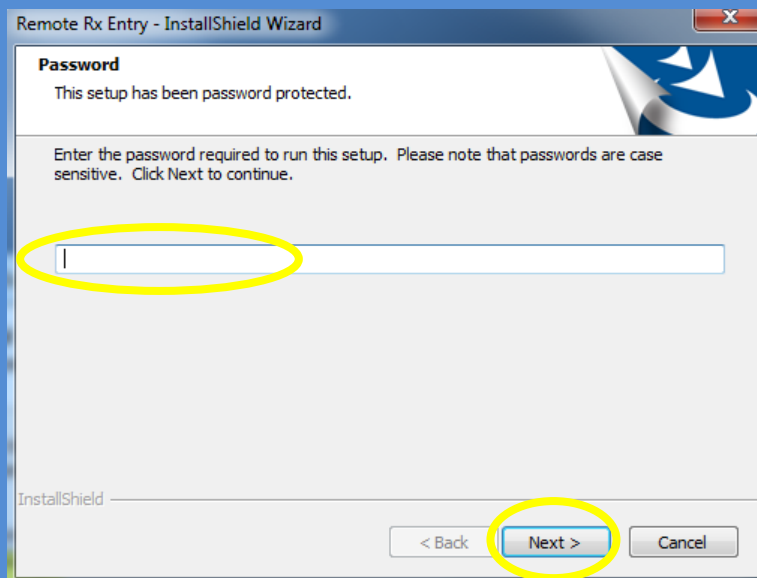 Remote Rx Entry - InstallShield Wizard
Password
This setup has been password protected.
Enter the password required to run this setup. Please note that passwords are case
sensitive. Click Next to continue.
InstallShield
< Back
Next >
Cancel